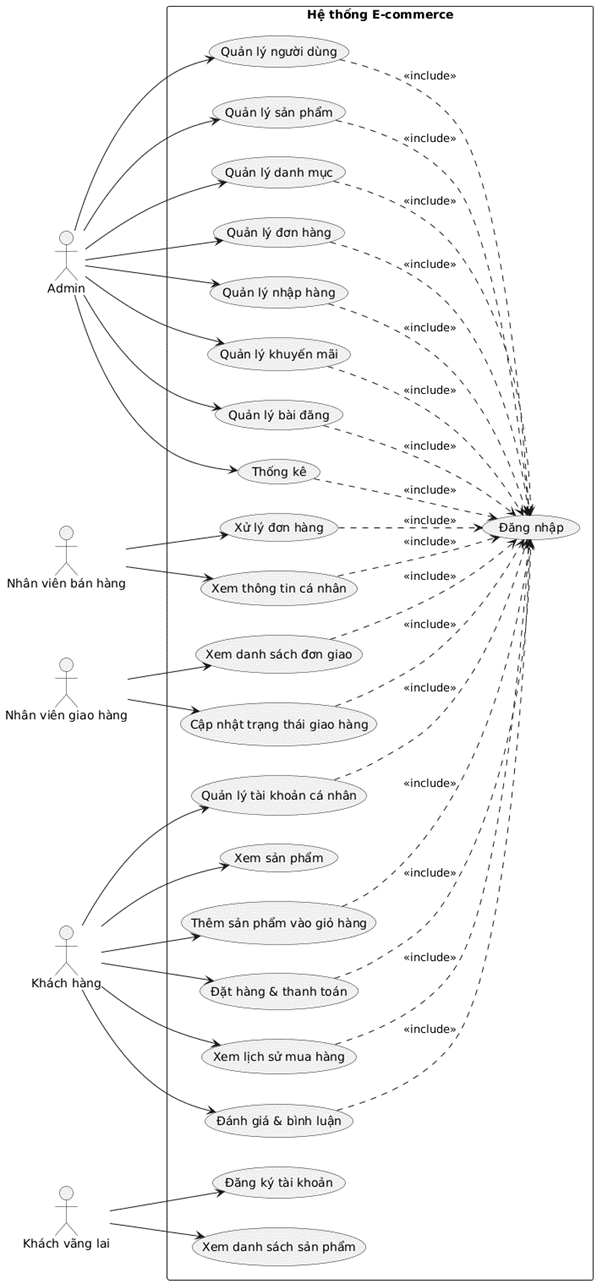 Hệ thống E-commerce
Quản lý người dùng
«include»
Quản lý sản phẩm
«include»
Quản lý danh mục
«include»
Quản lý đơn hàng
«include»
Admin
Quản lý nhập hàng
«include»
Quản lý khuyến mãi
«include»
Quản lý bài đăng
«include»
Thống kê
«include»
Xử lý đơn hàng
«include»
Đăng nhập
«include»
Nhân viên bán hàng
Xem thông tin cá nhân
«include»
Xem danh sách đơn giao
«include»
Nhân viên giao hàng
Cập nhật trạng thái giao hàng
«include»
Quản lý tài khoản cá nhân
«include»
Xem sản phẩm
«include»
Thêm sản phẩm vào giỏ hàng
«include»
Khách hàng
Đặt hàng & thanh toán
«include»
Xem lịch sử mua hàng
Đánh giá & bình luận
Đăng ký tài khoản
Khách vãng lai
Xem danh sách sản phẩm